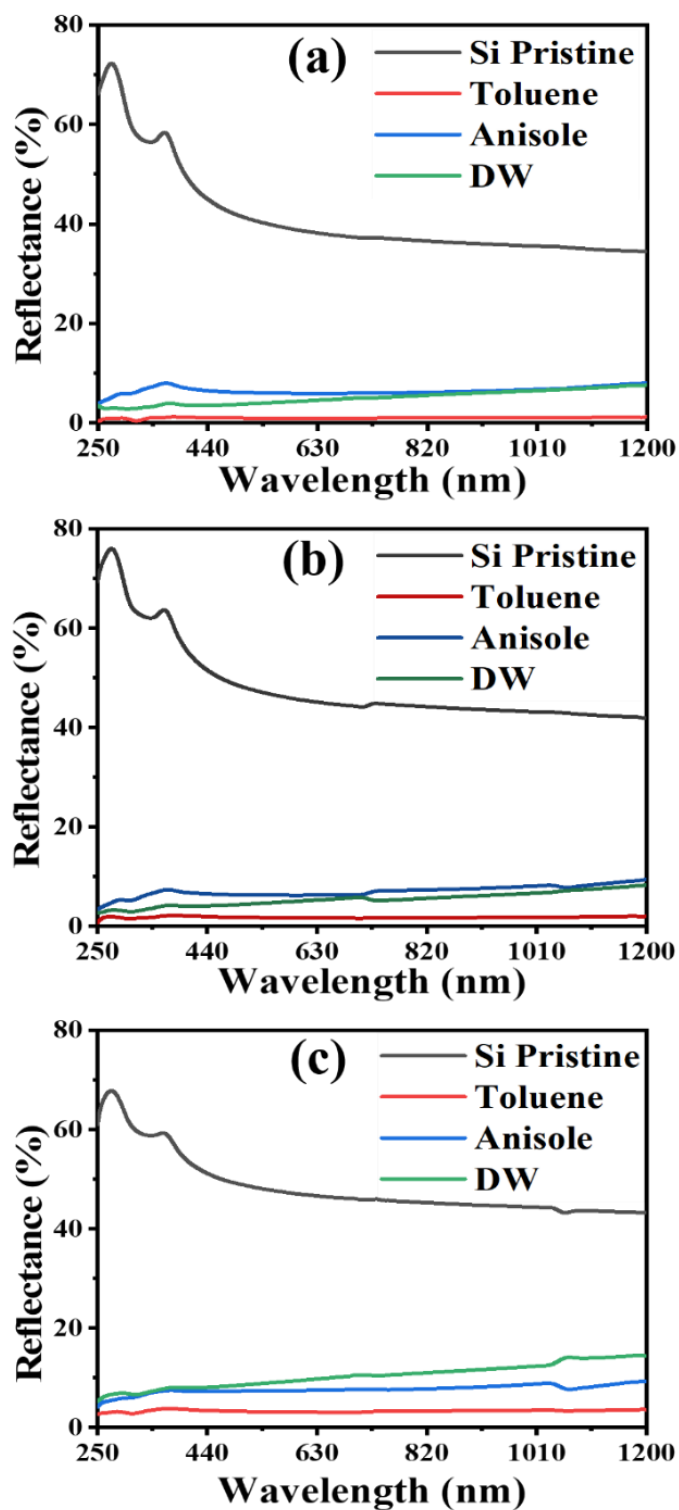 (a)
Si Pristine
Toluene
Anisole
DW
80
60
40
20
0
Reflectance (%)
250 440 630 820 1010 1200
Wavelength (nm)
(b)
Si Pristine
Toluene
Anisole
DW
80
60
40
20
0
Reflectance (%)
250 440 630 820 1010 1200
Wavelength (nm)
(c)
Si Pristine
Toluene
Anisole
DW
80
60
40
20
0
Reflectance (%)
250 440 630 820 1010 1200
Wavelength (nm)